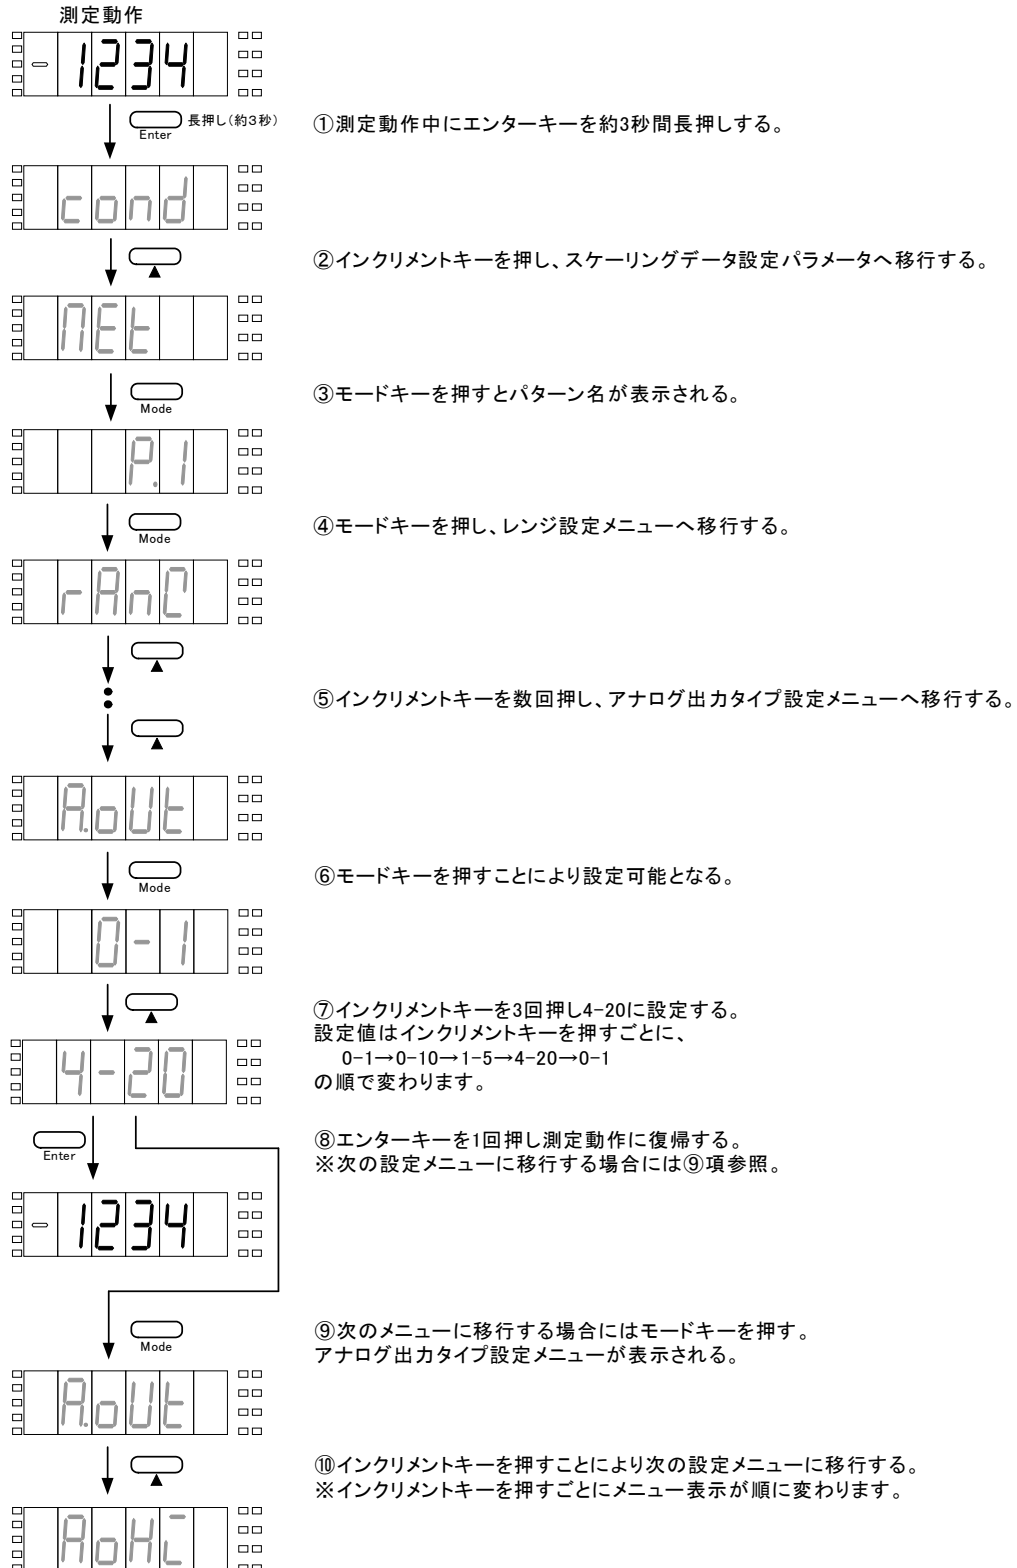 測定動作
-1234
長押し(約3秒)
Enter
①測定動作中にエンターキーを約3秒間長押しする。
cond
②インクリメントキーを押し、スケーリングデータ設定パラメータへ移行する。
MEt
③モードキーを押すとパターン名が表示される。
Mode
P.1
④モードキーを押し、レンジ設定メニューへ移行する。
Mode
rAnG
⑤インクリメントキーを数回押し、アナログ出力タイプ設定メニューへ移行する。
A.oUt
⑥モードキーを押すことにより設定可能となる。
Mode
0-1
⑦インクリメントキーを3回押し4-20に設定する。
設定値はインクリメントキーを押すごとに、
0-1→0-10→1-5→4-20→0-1
の順で変わります。
4-20
⑧エンターキーを1回押し測定動作に復帰する。
Enter
※次の設定メニューに移行する場合には⑨項参照。
-1234
⑨次のメニューに移行する場合にはモードキーを押す。
Mode
アナログ出力タイプ設定メニューが表示される。
A.oUt
⑩インクリメントキーを押すことにより次の設定メニューに移行する。
※インクリメントキーを押すごとにメニュー表示が順に変わります。
AoHi